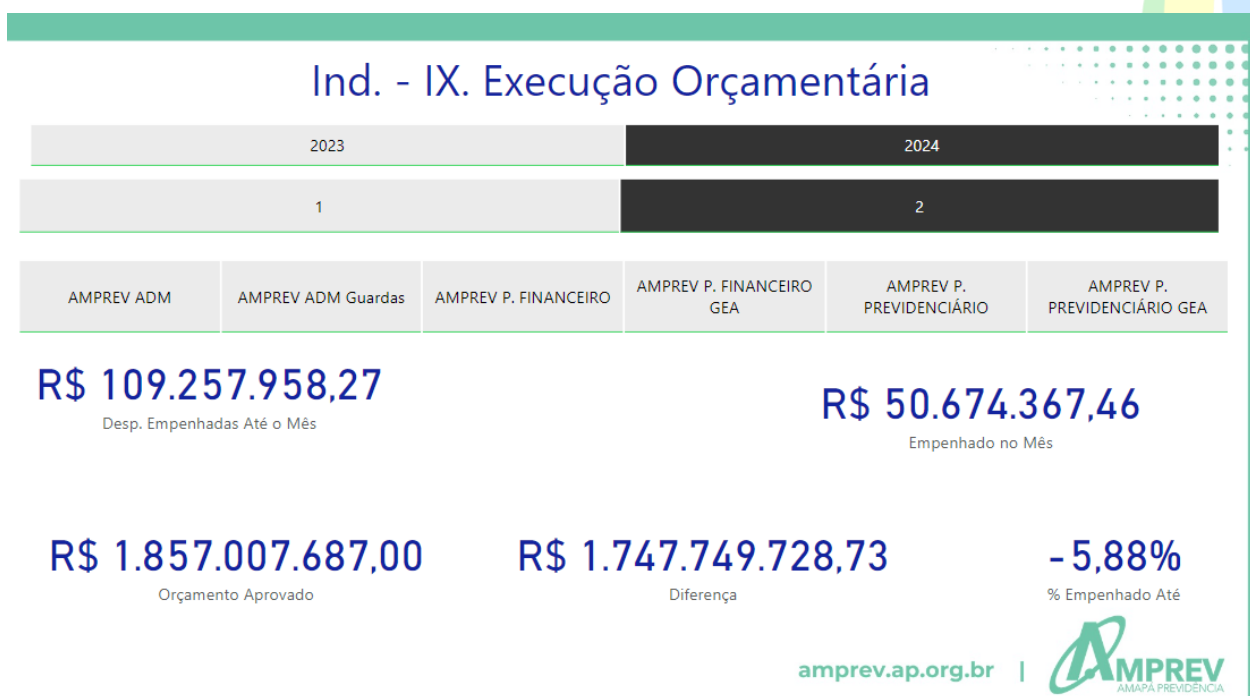 Ind. - IX. Execução Orçamentária
2023
2024
1
2
AMPREV ADM
AMPREV ADM Guardas
AMPREV P. FINANCEIRO
AMPREV P. FINANCEIRO
GEA
AMPREV P.
PREVIDENCIÁRIO
AMPREV P.
PREVIDENCIÁRIO GEA
R$ 109.257.958,27
Desp. Empenhadas Até o Mês
R$ 50.674.367,46
Empenhado no Mês
R$ 1.857.007.687,00
Orçamento Aprovado
R$ 1.747.749.728,73
Diferença
-5,88%
% Empenhado Até
amprev.ap.org.br |
AMPREV
AMAPÁ PREVIDÊNCIA